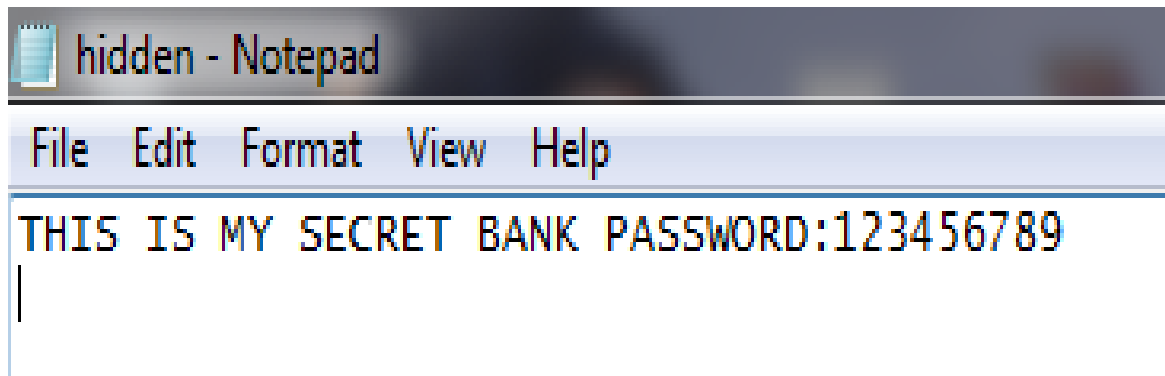 hidden - Notepad
File Edit Format View Help
THIS IS MY SECRET BANK PASSWORD:123456789